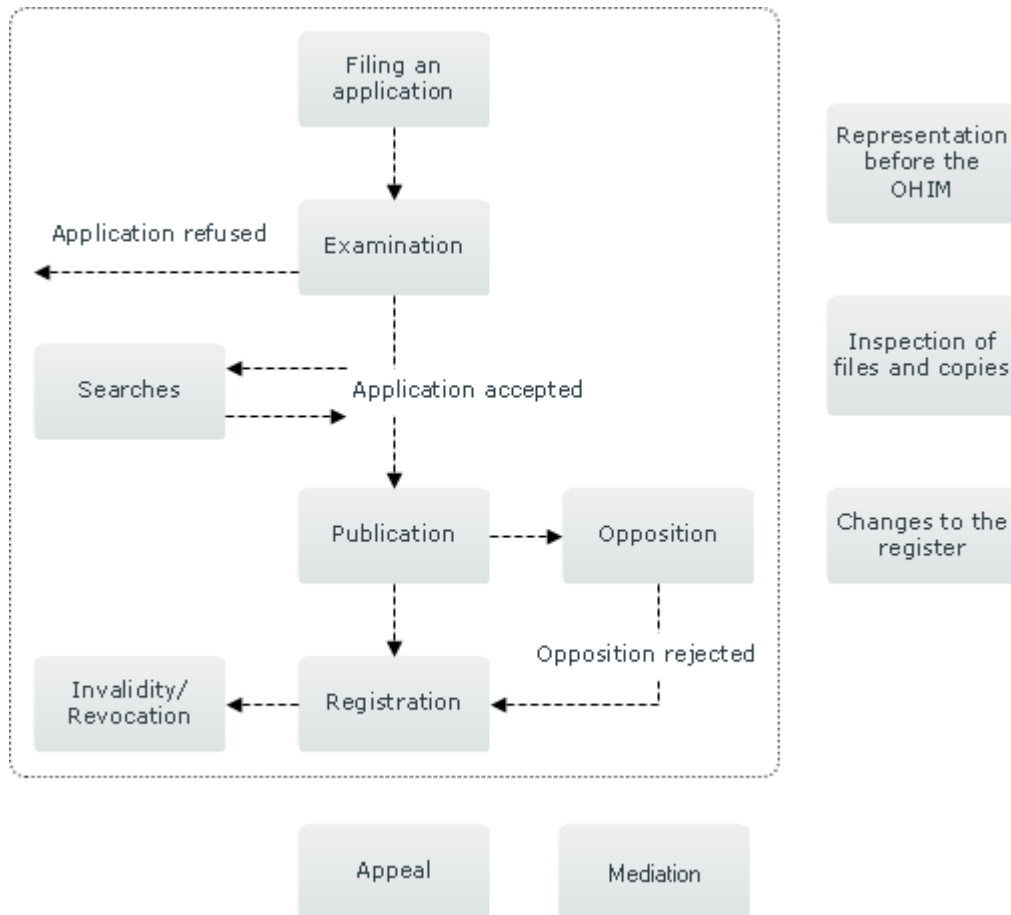 Filing an
application
Representation
before the
OHIM
Application refused
Examination
Searches
Application accepted
Inspection of
files and copies
Publication
Opposition
Changes to the
register
Opposition rejected
Invalidity/
Revocation
Registration
Appeal
Mediation